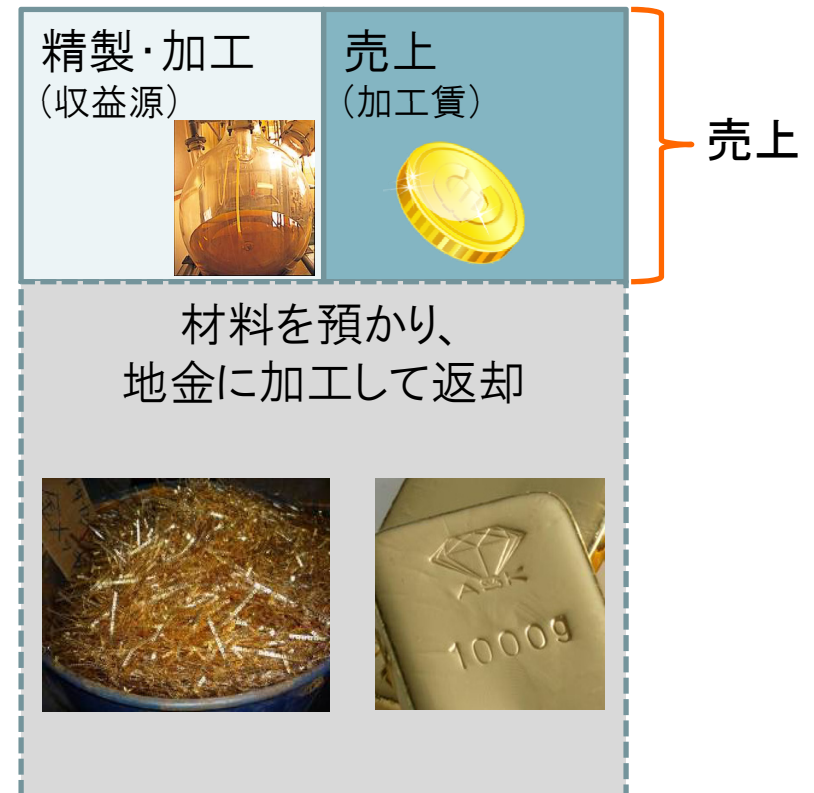 精製・加工
（収益源）
売上
（加工賃）
売上
材料を預かり、
地金に加工して返却
ASK
1000g